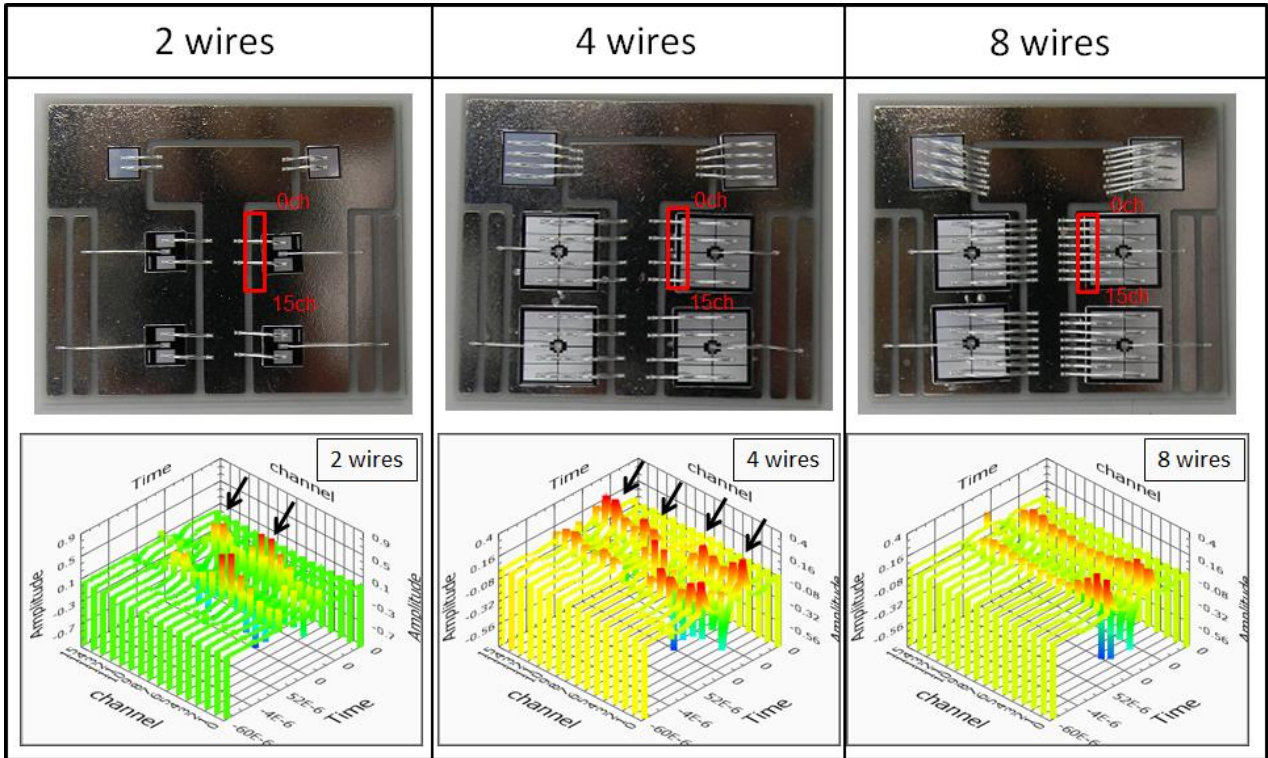 2 wires
4 wires
8 wires
0ch
15ch
0ch
15ch
0ch
15ch
2 wires
Time
channel
0.9
0.5
0.1
-0.3
-0.7
Amplitude
0.9
0.5
0.1
-0.3
-0.7
Amplitude
0
0
52E-6
-4E-6
-60E-6
Time
channel
4 wires
Time
channel
0.4
0.16
-0.08
-0.32
-0.56
Amplitude
0.4
0.16
-0.08
-0.32
-0.56
Amplitude
0
0
52E-6
-4E-6
-60E-6
Time
channel
8 wires
Time
channel
0.4
0.16
-0.08
-0.32
-0.56
Amplitude
0.4
0.16
-0.08
-0.32
-0.56
Amplitude
0
0
52E-6
-4E-6
-60E-6
Time
channel